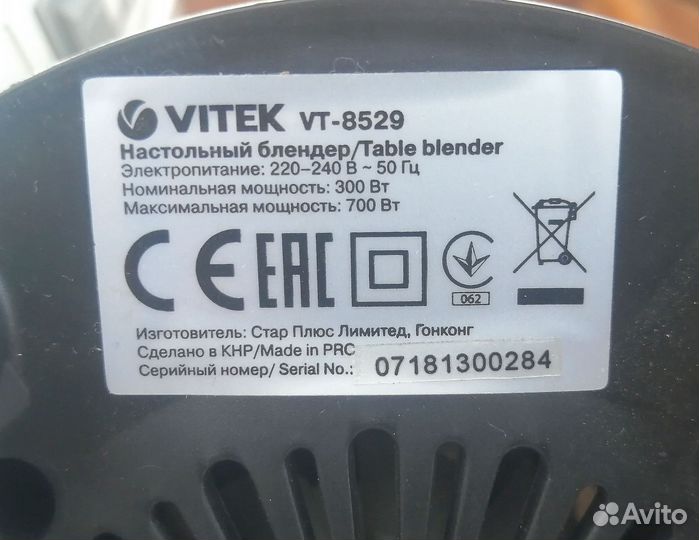 VITEK VT-8529
Настольный блендер/Table blender
Электропитание: 220–240 В ~ 50 Гц
Номинальная мощность: 300 Вт
Максимальная мощность: 700 Вт
CE EAC
062
Изготовитель: Стар Плюс Лимитед, Гонконг
Сделано в КНР/Made in PRC
Серийный номер/ Serial No.: 07181300284
Avito